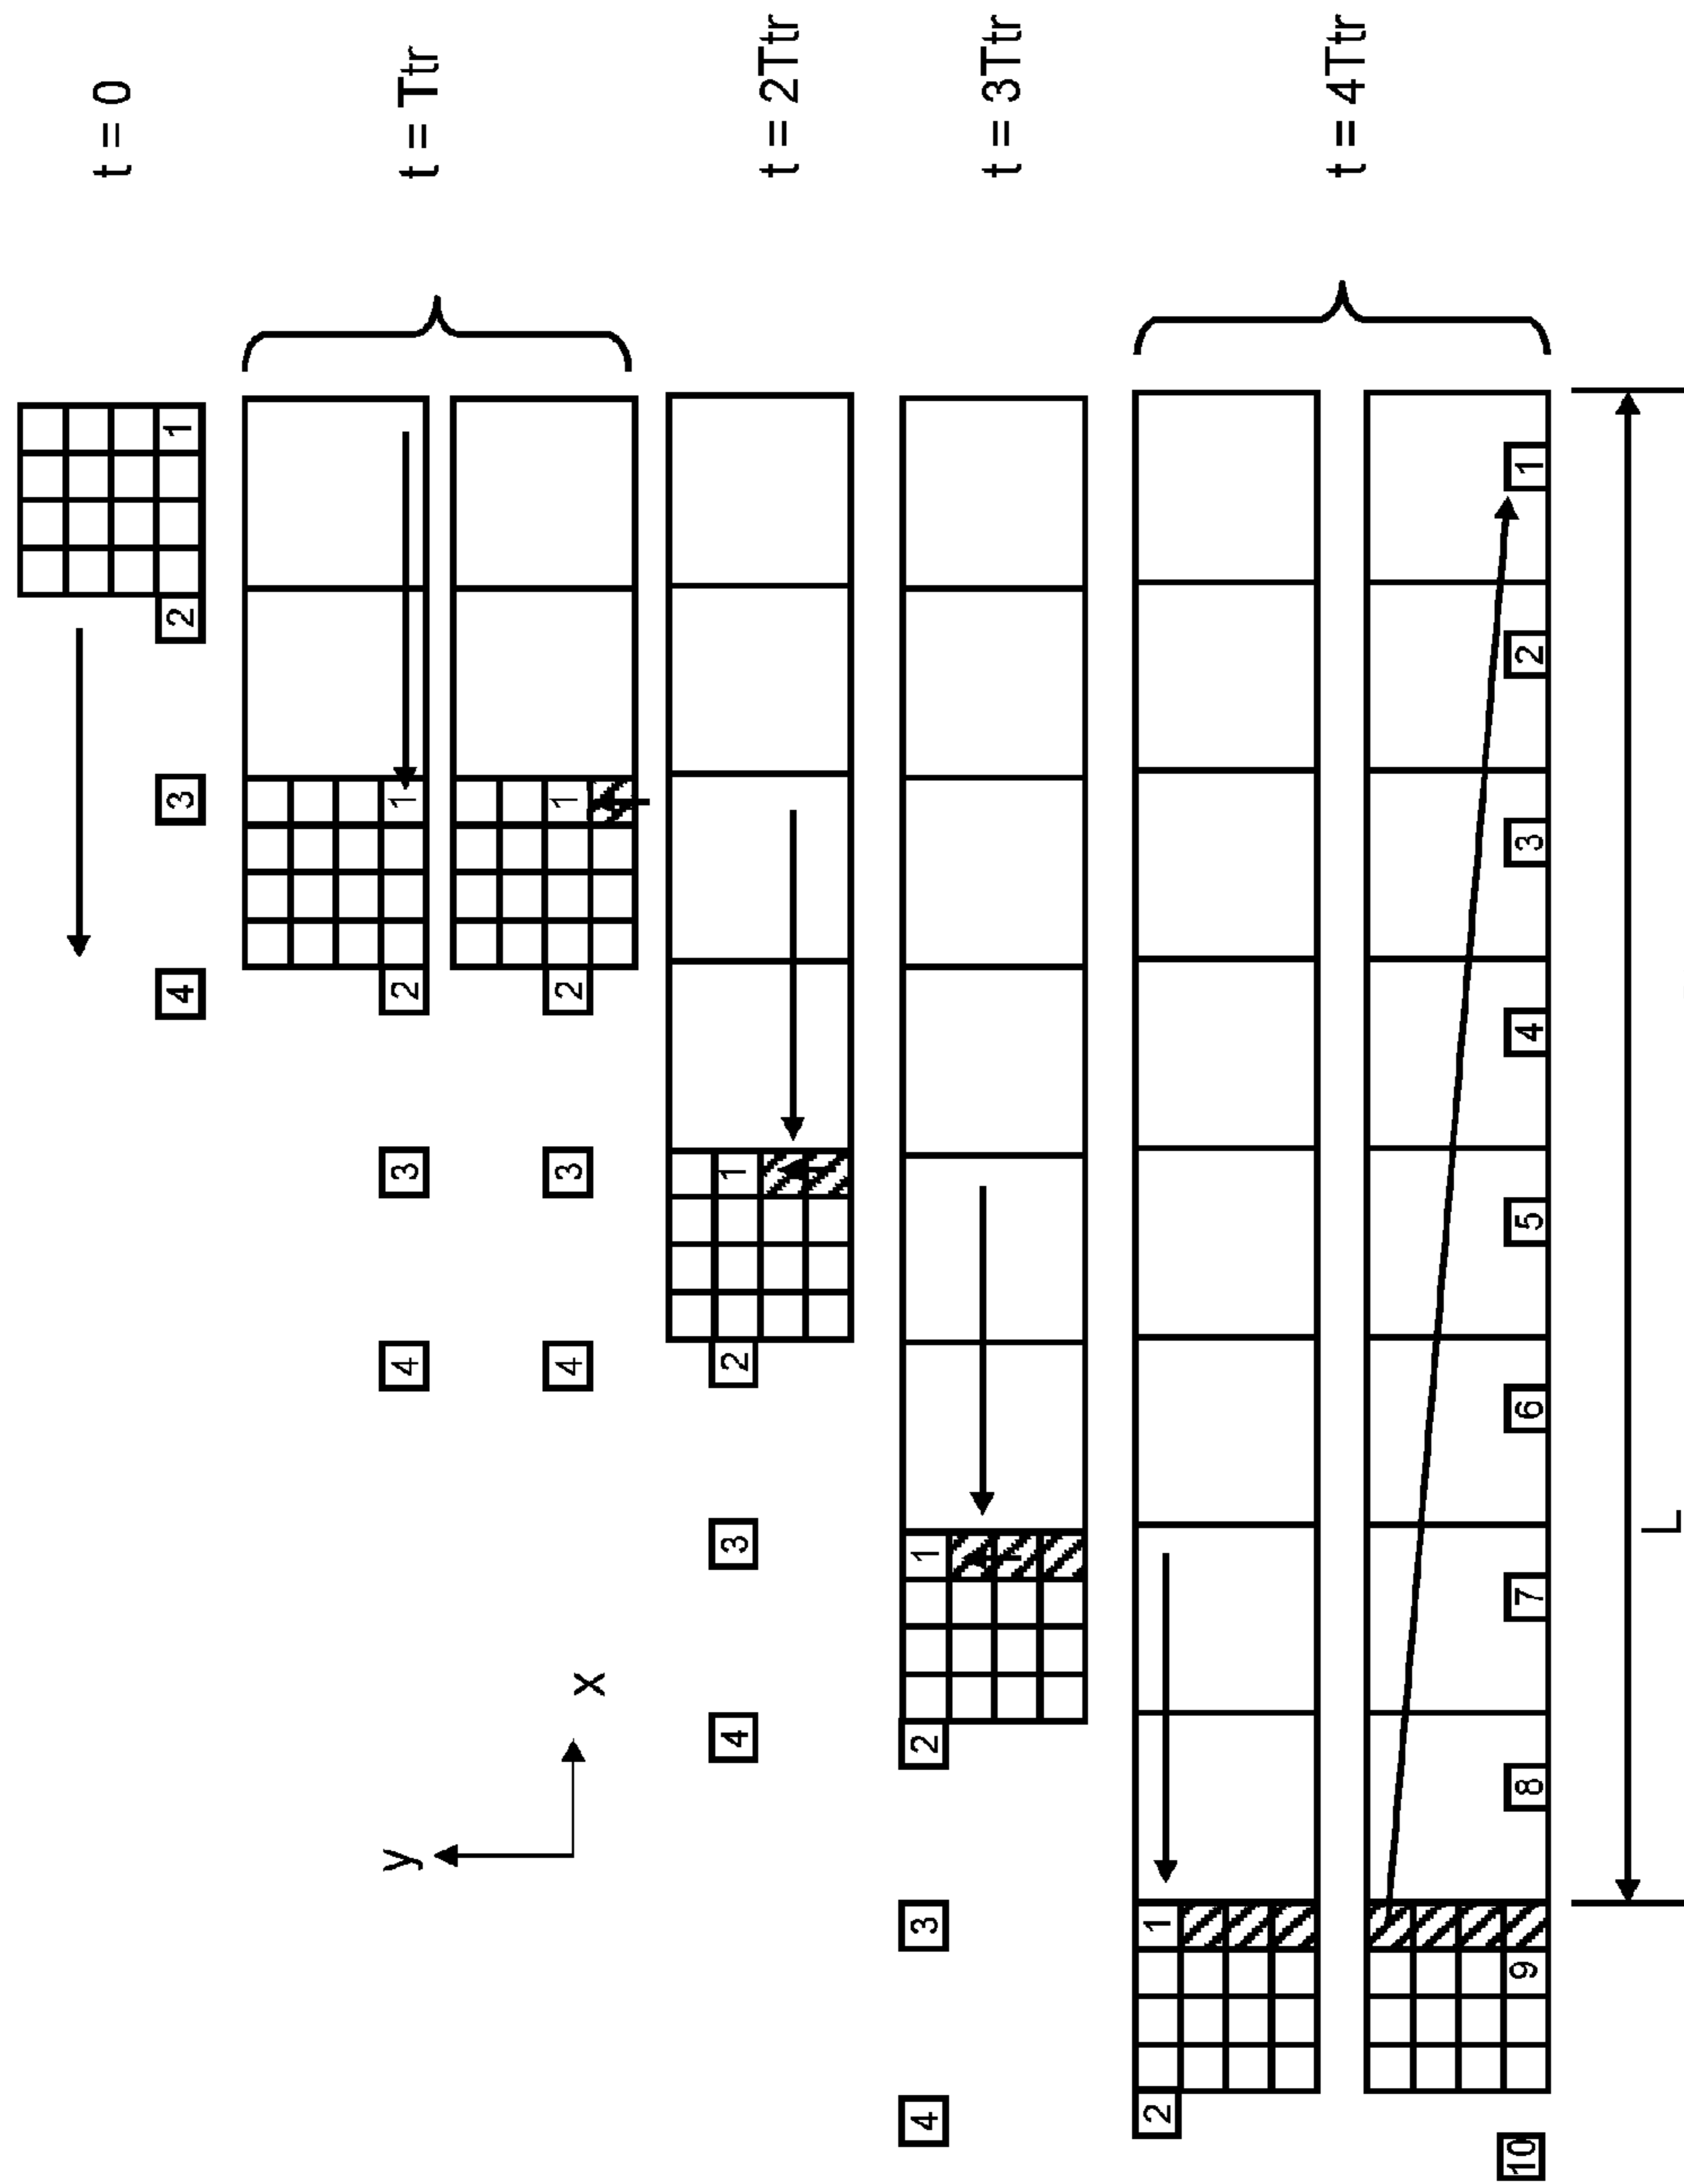 4 3 2 1 t = 0
y 4 3 2 1
t = Ttr
x 4 3 2 1
4 3 2 1 t = 2Ttr
4 3 2 1 t = 3Ttr
2 1
t = 4Ttr
10 9 8 7 6 5 4 3 2 1
L